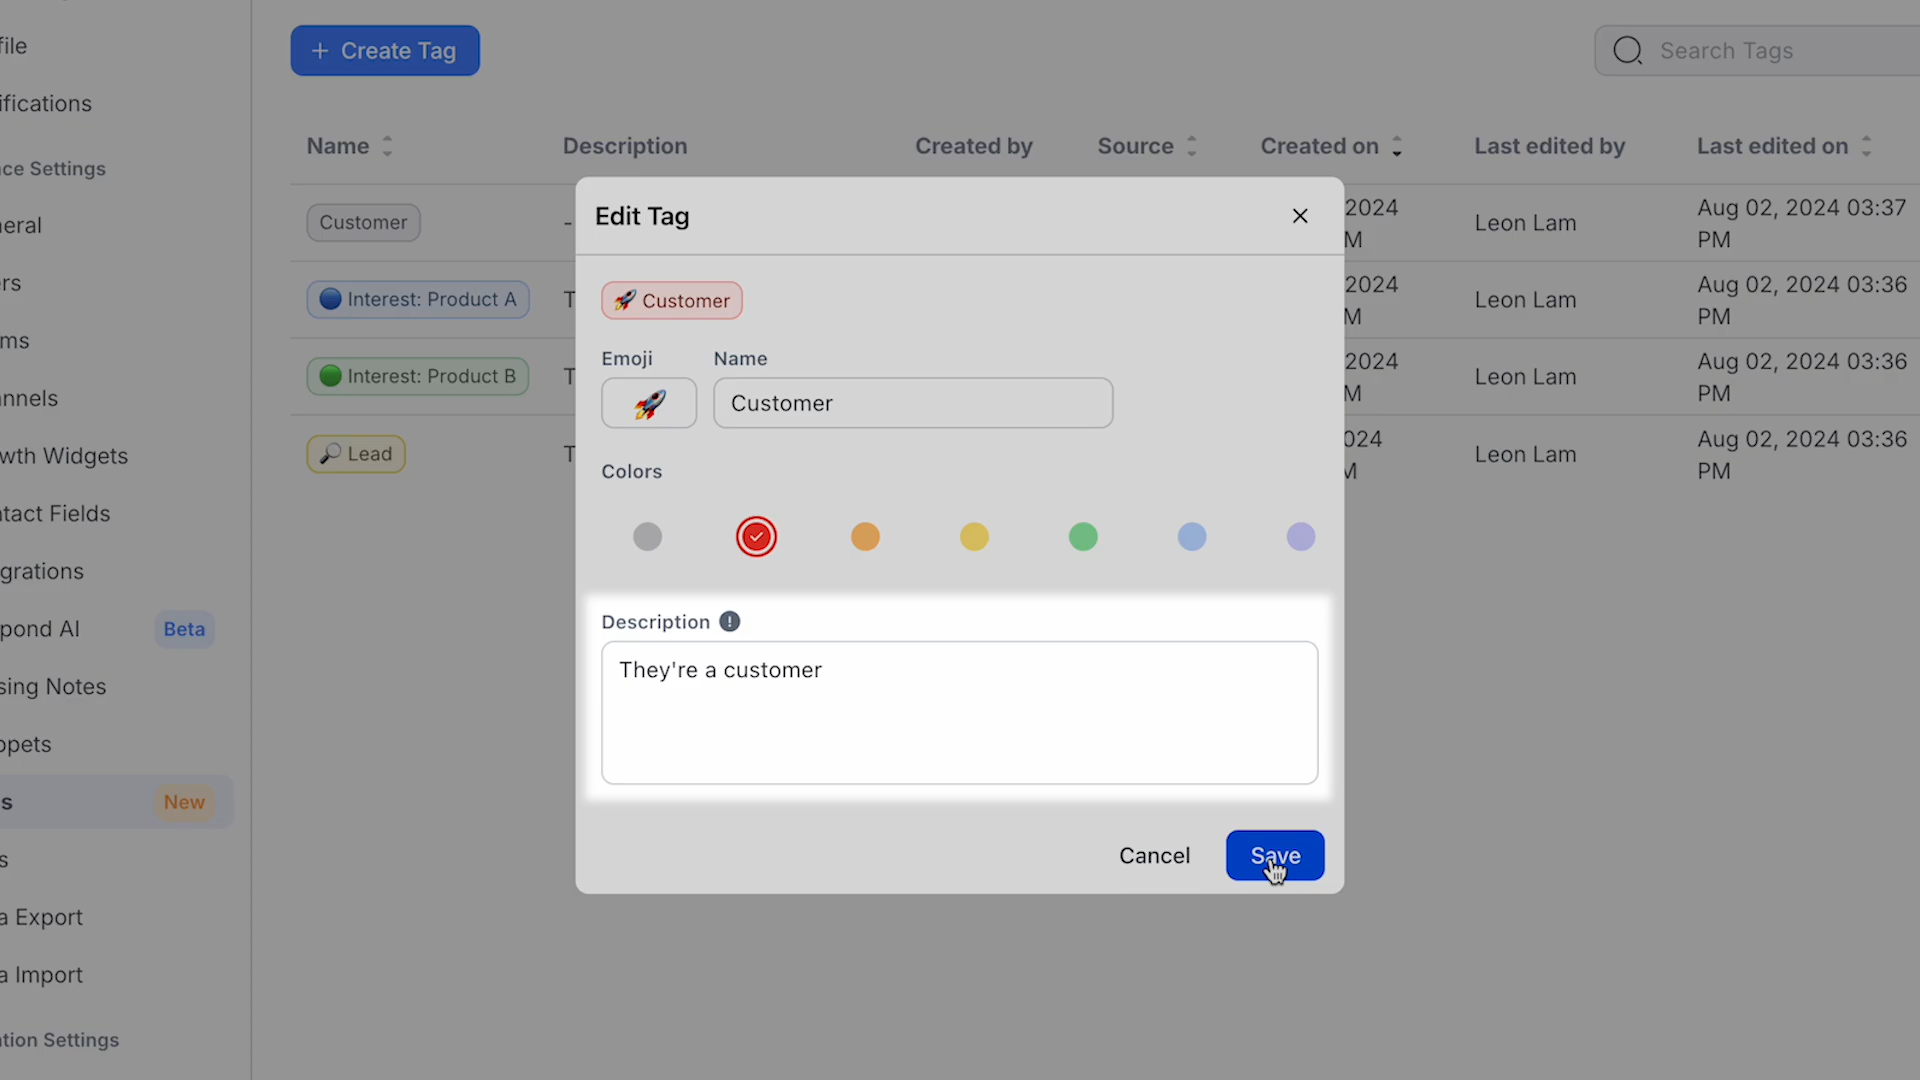 file
ifications
ce Settings
eral
rs
ms
nnels
wth Widgets
tact Fields
grations
pond AI Beta
sing Notes
ppets
s New
s
a Export
a Import
tion Settings
+ Create Tag
Search Tags
Name Description Created by Source Created on Last edited by Last edited on
Customer - 2024 Leon Lam Aug 02, 2024 03:37
M PM
Interest: Product A T 2024 Leon Lam Aug 02, 2024 03:36
M PM
Interest: Product B T 2024 Leon Lam Aug 02, 2024 03:36
M PM
Lead T 024 Leon Lam Aug 02, 2024 03:36
M PM
Edit Tag
Customer
Emoji Name
Customer
Colors
Description
They're a customer
Cancel Save